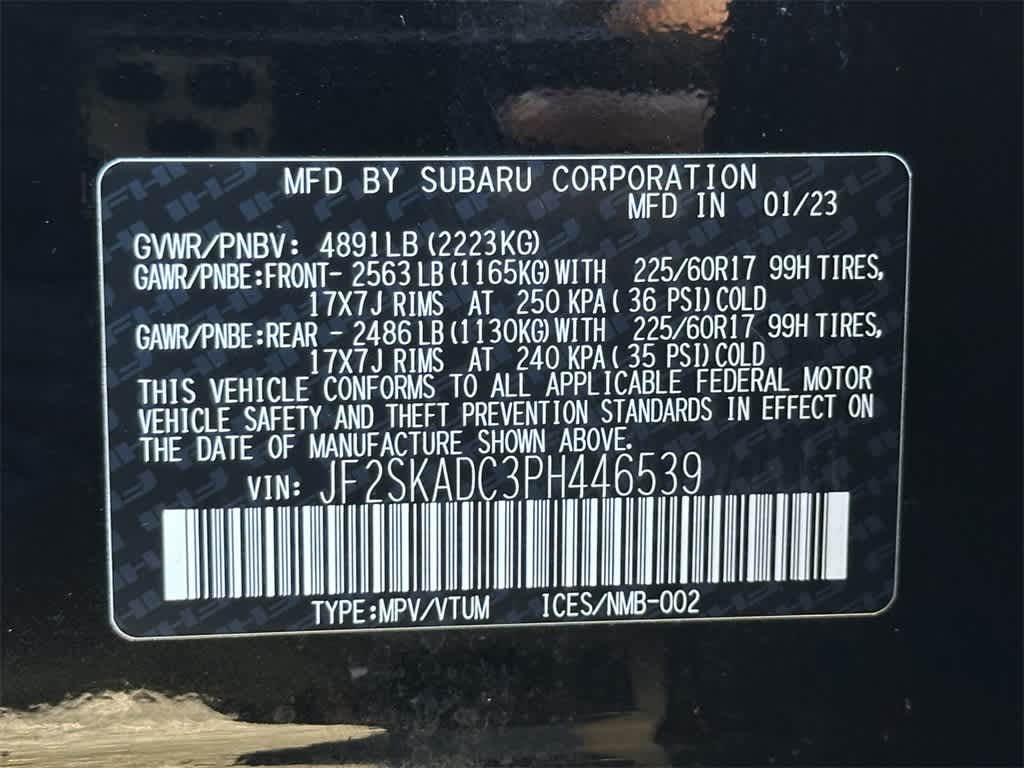 MFD BY SUBARU CORPORATION
MFD IN 01/23
GVWR/PNBV: 4891LB(2223KG)
GAWR/PNBE:FRONT- 2563LB(1165KG)WITH 225/60R17 99H TIRES,
17X7J RIMS AT 250 KPA( 36 PSI)COLD
GAWR/PNBE:REAR - 2486LB(1130KG)WITH 225/60R17 99H TIRES,
17X7J RIMS AT 240 KPA( 35 PSI)COLD
THIS VEHICLE CONFORMS TO ALL APPLICABLE FEDERAL MOTOR
VEHICLE SAFETY AND THEFT PREVENTION STANDARDS IN EFFECT ON
THE DATE OF MANUFACTURE SHOWN ABOVE.
VIN: JF2SKADC3PH446539
TYPE:MPV/VTUM ICES/NMB-002